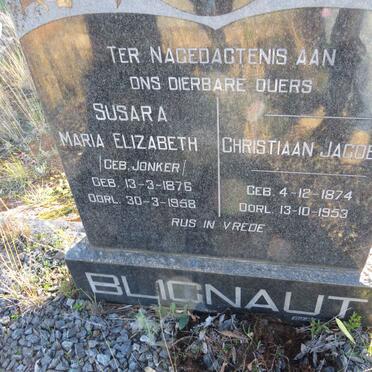 TER NAGEDACTENIS AAN
ONS DIERBARE OUERS
SUSARA
MARIA ELIZABETH
(GEB. JONKER)
GEB. 13-3-1876
OORL. 30-3-1958
CHRISTIAAN JACOB
GEB. 4-12-1874
OORL. 13-10-1953
RUS IN VREDE
BLIGNAUT